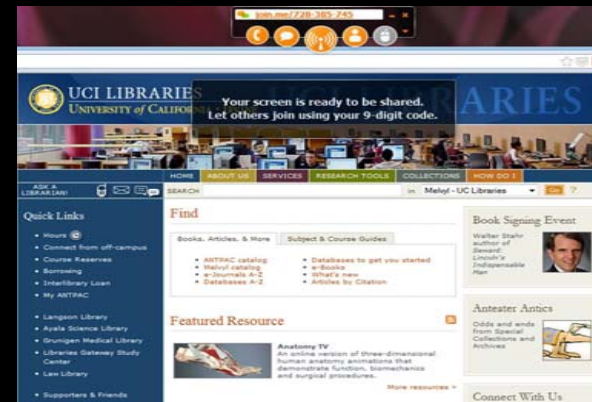 join.me/728-385-745
UCI LIBRARIES
UNIVERSITY of CALIFOR
ARIES
Your screen is ready to be shared.
Let others join using your 9-digit code.
HOME ABOUT US SERVICES RESEARCH TOOLS COLLECTIONS HOW DO I
ASK A
LIBRARIAN!
SEARCH in Melvyl - UC Libraries Go ?
Quick Links
• Hours
• Connect from off-campus
• Course Reserves
• Borrowing
• Interlibrary Loan
• My ANTPAC
• Langson Library
• Ayala Science Library
• Grunigen Medical Library
• Libraries Gateway Study
Center
• Law Library
• Supporters & Friends
Find
Books, Articles, & More Subject & Course Guides
• ANTPAC catalog
• Melvyl catalog
• e-Journals A-Z
• Databases A-Z
• Databases to get you started
• e-Books
• What's new
• Articles by Citation
Featured Resource
Anatomy TV
An online version of three-dimensional
human anatomy animations that
demonstrate function, biomechanics
and surgical procedures.
More resources »
Book Signing Event
Walter Stahr
author of
Seward:
Lincoln's
Indispensable
Man
Anteater Antics
Odds and ends
from Special
Collections and
Archives
Connect With Us